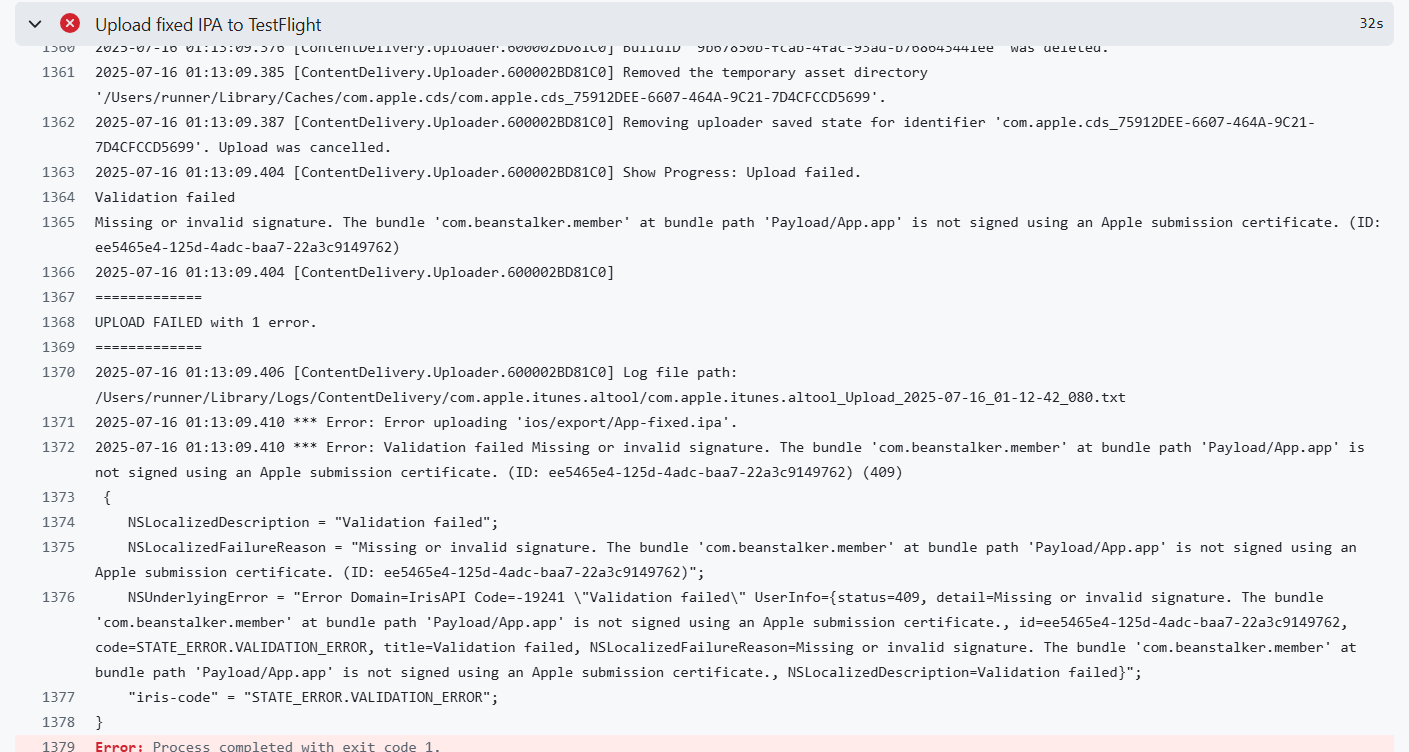 Upload fixed IPA to TestFlight
32s
1360 2025-07-16 01:13:09.376 [ContentDelivery.Uploader.600002BD81C0] BuildID '9b67850b-fcab-4fac-93ad-b768643441ee' was deleted.
1361 2025-07-16 01:13:09.385 [ContentDelivery.Uploader.600002BD81C0] Removed the temporary asset directory
'/Users/runner/Library/Caches/com.apple.cds/com.apple.cds_75912DEE-6607-464A-9C21-7D4CFCCD5699'.
1362 2025-07-16 01:13:09.387 [ContentDelivery.Uploader.600002BD81C0] Removing uploader saved state for identifier 'com.apple.cds_75912DEE-6607-464A-9C21-
7D4CFCCD5699'. Upload was cancelled.
1363 2025-07-16 01:13:09.404 [ContentDelivery.Uploader.600002BD81C0] Show Progress: Upload failed.
1364 Validation failed
1365 Missing or invalid signature. The bundle 'com.beanstalker.member' at bundle path 'Payload/App.app' is not signed using an Apple submission certificate. (ID:
ee5465e4-125d-4adc-baa7-22a3c9149762)
1366 2025-07-16 01:13:09.404 [ContentDelivery.Uploader.600002BD81C0]
1367 =============
1368 UPLOAD FAILED with 1 error.
1369 =============
1370 2025-07-16 01:13:09.406 [ContentDelivery.Uploader.600002BD81C0] Log file path:
/Users/runner/Library/Logs/ContentDelivery/com.apple.itunes.altool/com.apple.itunes.altool_Upload_2025-07-16_01-12-42_080.txt
1371 2025-07-16 01:13:09.410 *** Error: Error uploading 'ios/export/App-fixed.ipa'.
1372 2025-07-16 01:13:09.410 *** Error: Validation failed Missing or invalid signature. The bundle 'com.beanstalker.member' at bundle path 'Payload/App.app' is
not signed using an Apple submission certificate. (ID: ee5465e4-125d-4adc-baa7-22a3c9149762) (409)
1373 {
1374 NSLocalizedDescription = "Validation failed";
1375 NSLocalizedFailureReason = "Missing or invalid signature. The bundle 'com.beanstalker.member' at bundle path 'Payload/App.app' is not signed using an
Apple submission certificate. (ID: ee5465e4-125d-4adc-baa7-22a3c9149762)";
1376 NSUnderlyingError = "Error Domain=IrisAPI Code=-19241 \"Validation failed\" UserInfo={status=409, detail=Missing or invalid signature. The bundle
'com.beanstalker.member' at bundle path 'Payload/App.app' is not signed using an Apple submission certificate., id=ee5465e4-125d-4adc-baa7-22a3c9149762,
code=STATE_ERROR.VALIDATION_ERROR, title=Validation failed, NSLocalizedFailureReason=Missing or invalid signature. The bundle 'com.beanstalker.member' at
bundle path 'Payload/App.app' is not signed using an Apple submission certificate., NSLocalizedDescription=Validation failed}";
1377 "iris-code" = "STATE_ERROR.VALIDATION_ERROR";
1378 }
1379 Error: Process completed with exit code 1.